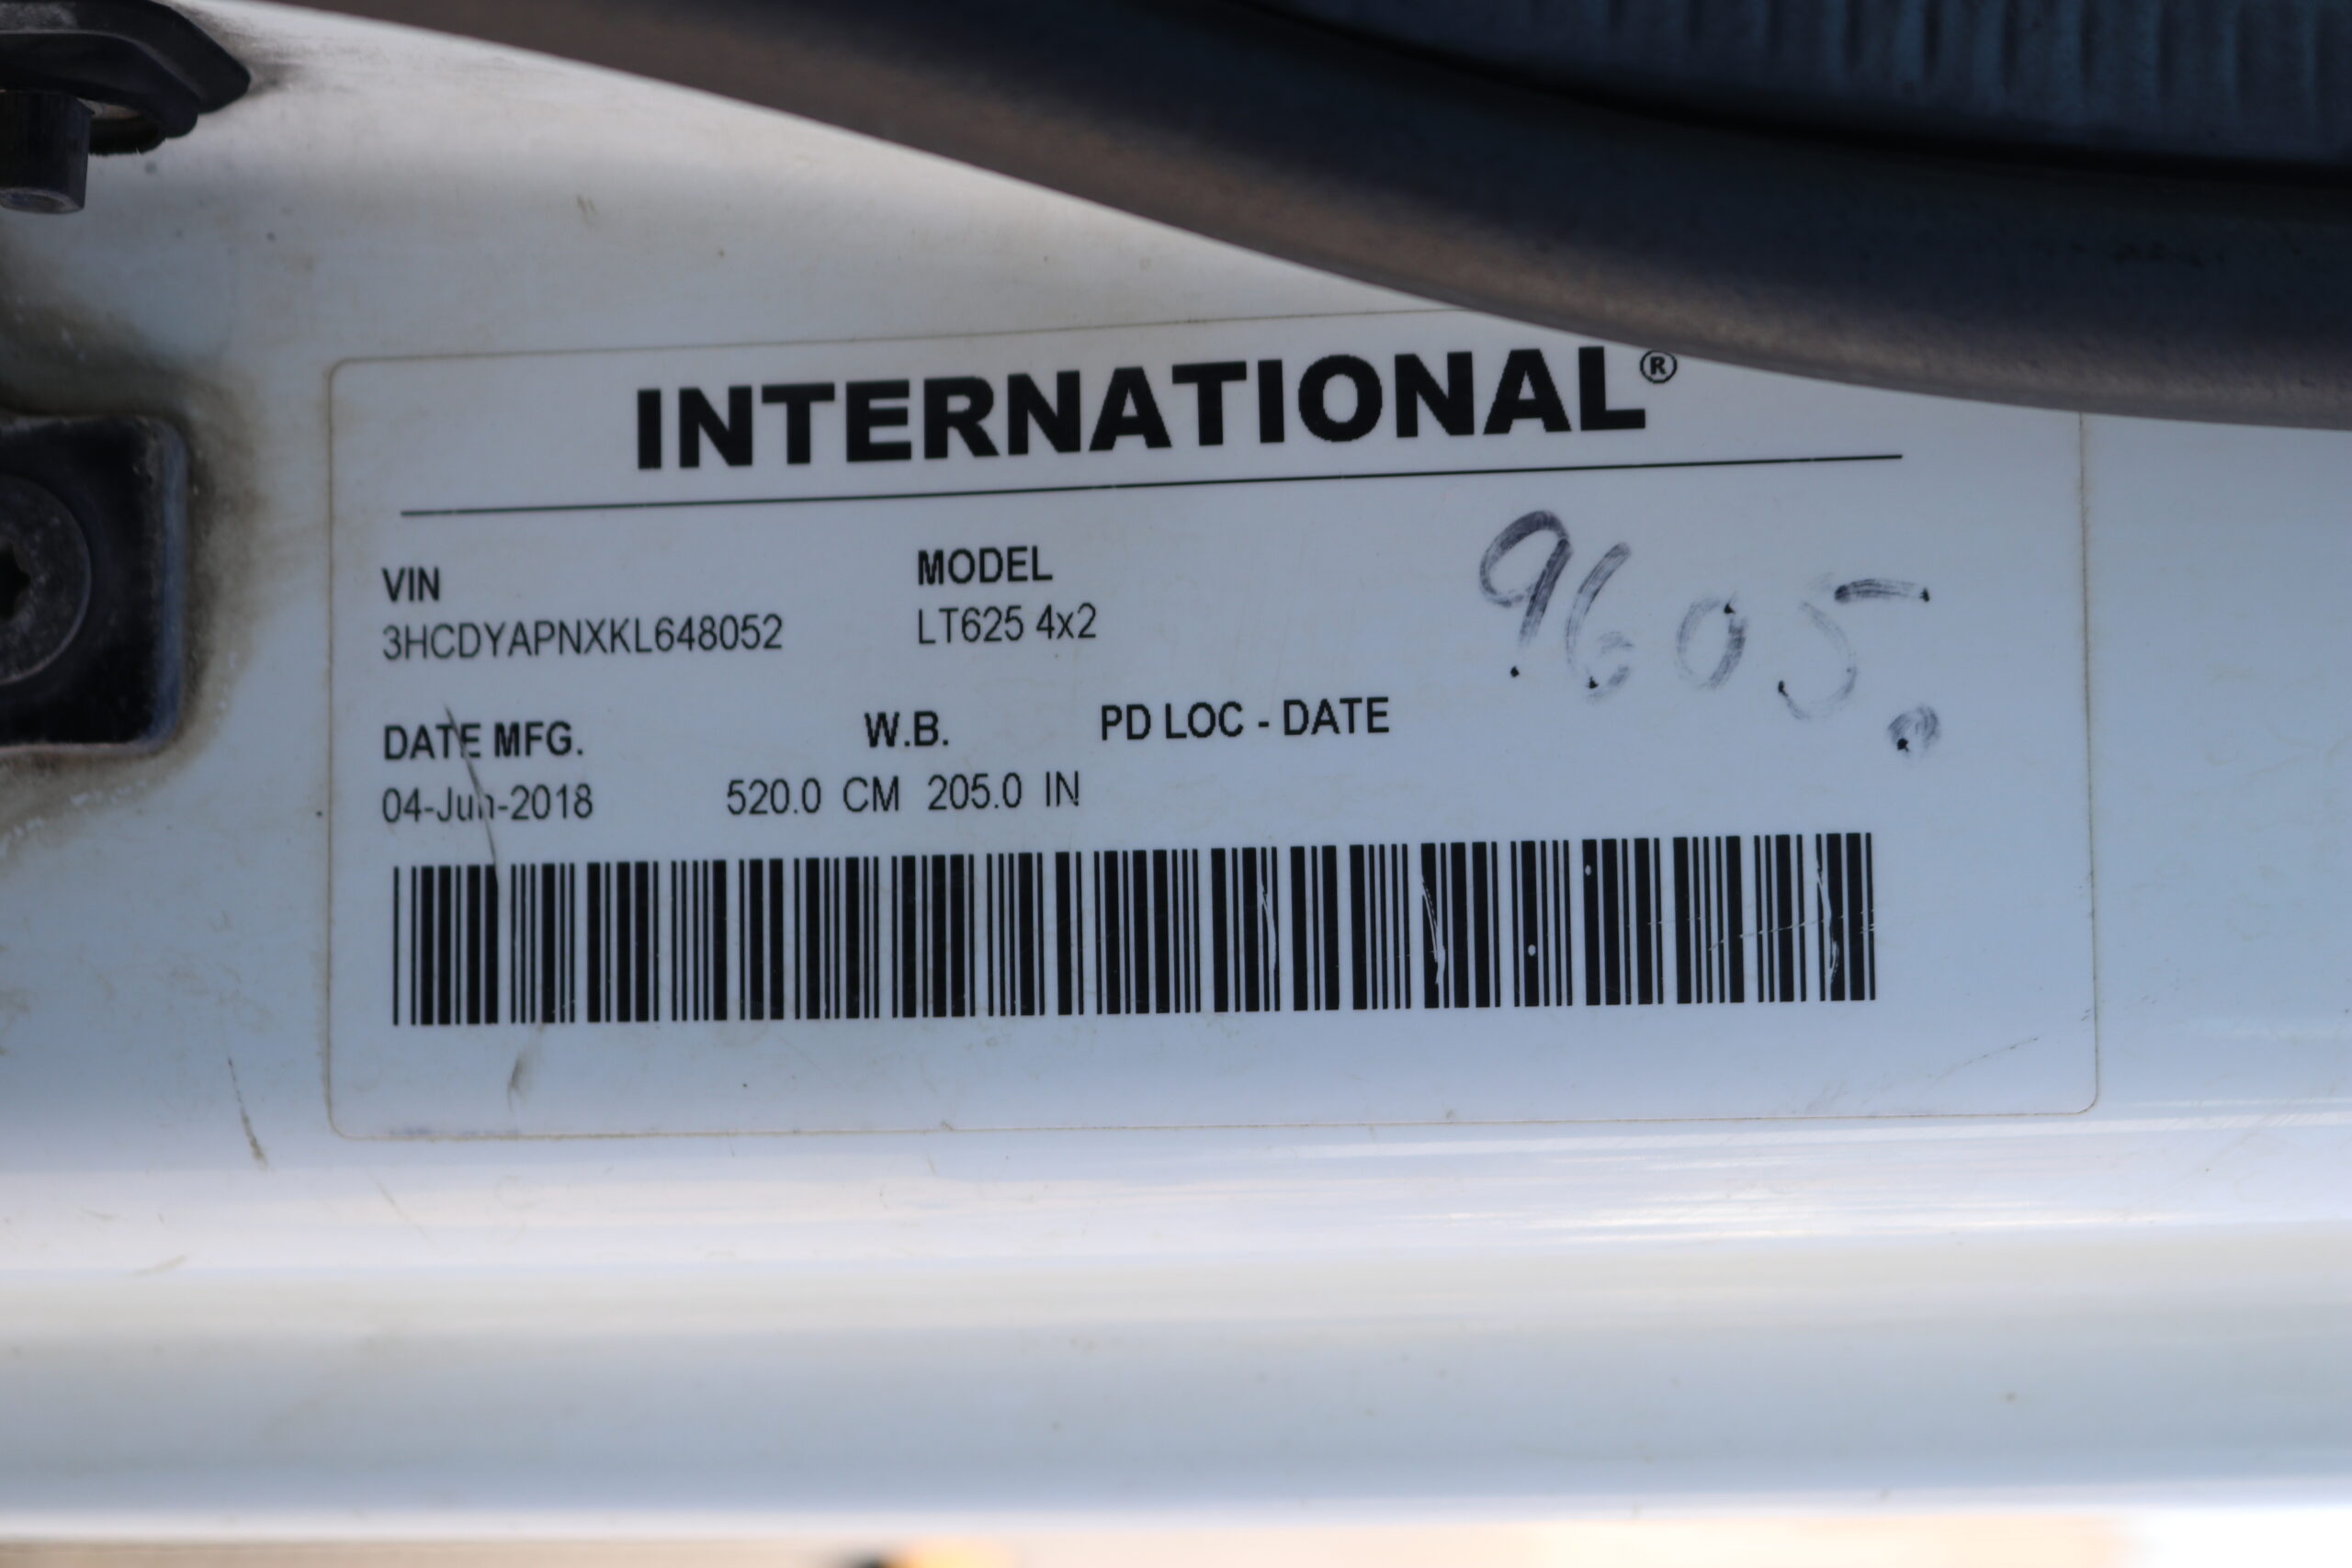 INTERNATIONAL®
VIN
3HCDYAPNXKL648052
MODEL
LT625 4x2
9605.
DATE MFG.
04-Jun-2018
W.B.
520.0 CM 205.0 IN
PD LOC - DATE